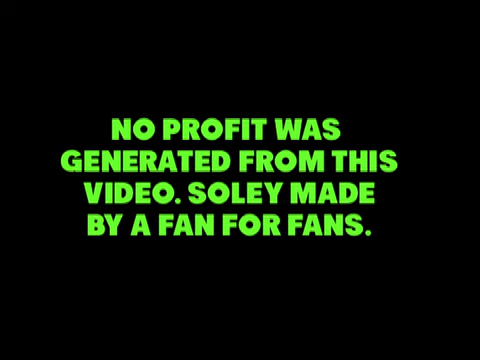 NO PROFIT WAS
GENERATED FROM THIS
VIDEO. SOLEY MADE
BY A FAN FOR FANS.